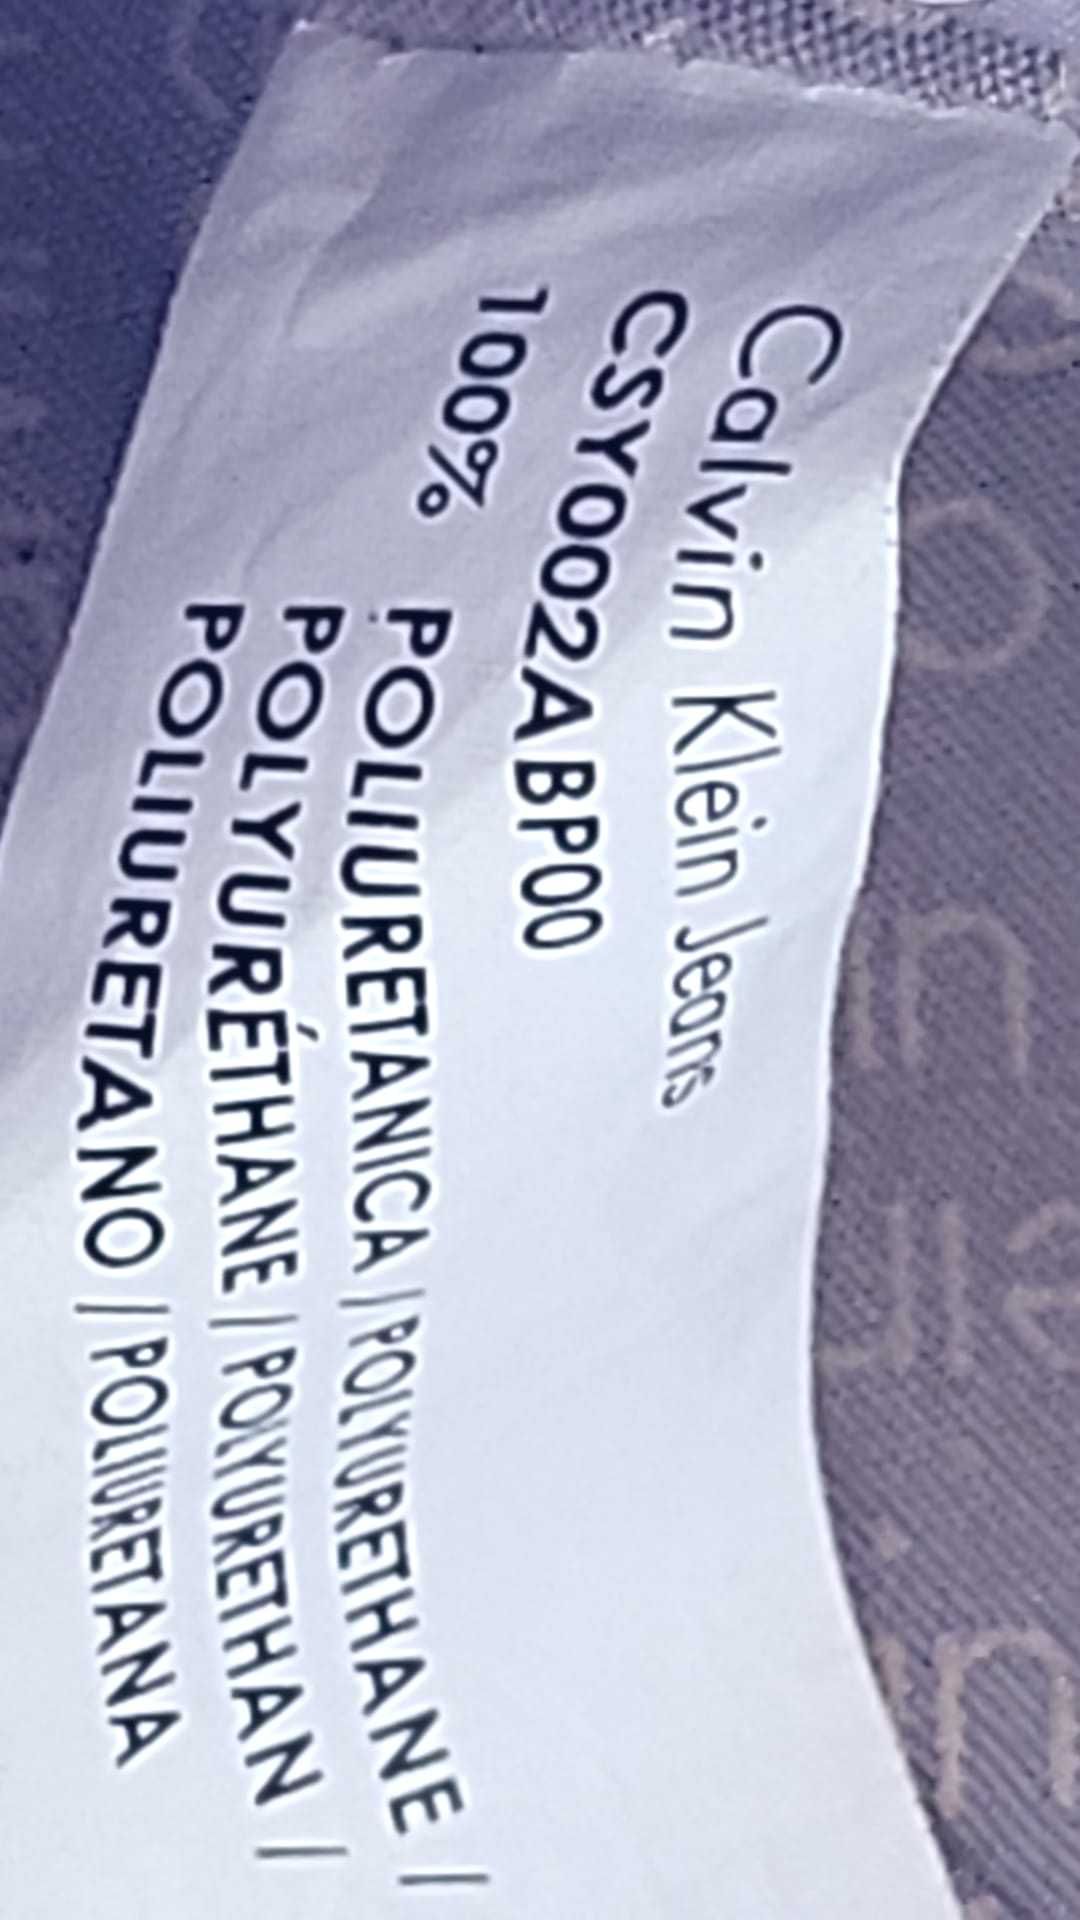 Calvin Klein Jeans
CSY002ABP00
100%
POLIURETANICA | POLYURETHANE |
POLYURÉTHANE | POLYURETHAN |
POLIURETANO | POLIURETANA